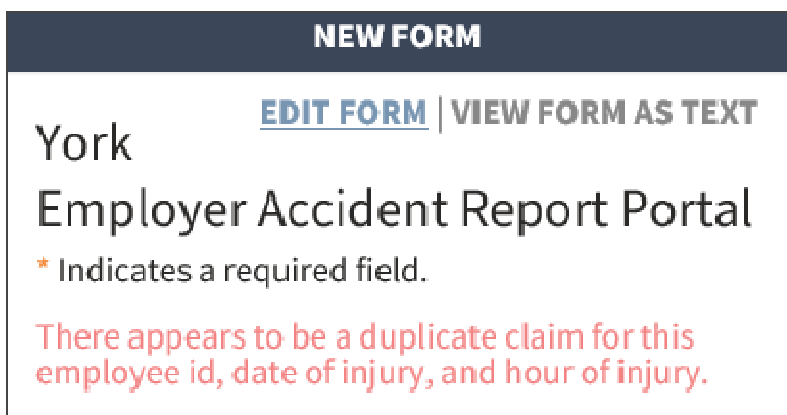 NEW FORM
EDIT FORM | VIEW FORM AS TEXT
York
Employer Accident Report Portal
* Indicates a required field.
There appears to be a duplicate claim for this
employee id, date of injury, and hour of injury.